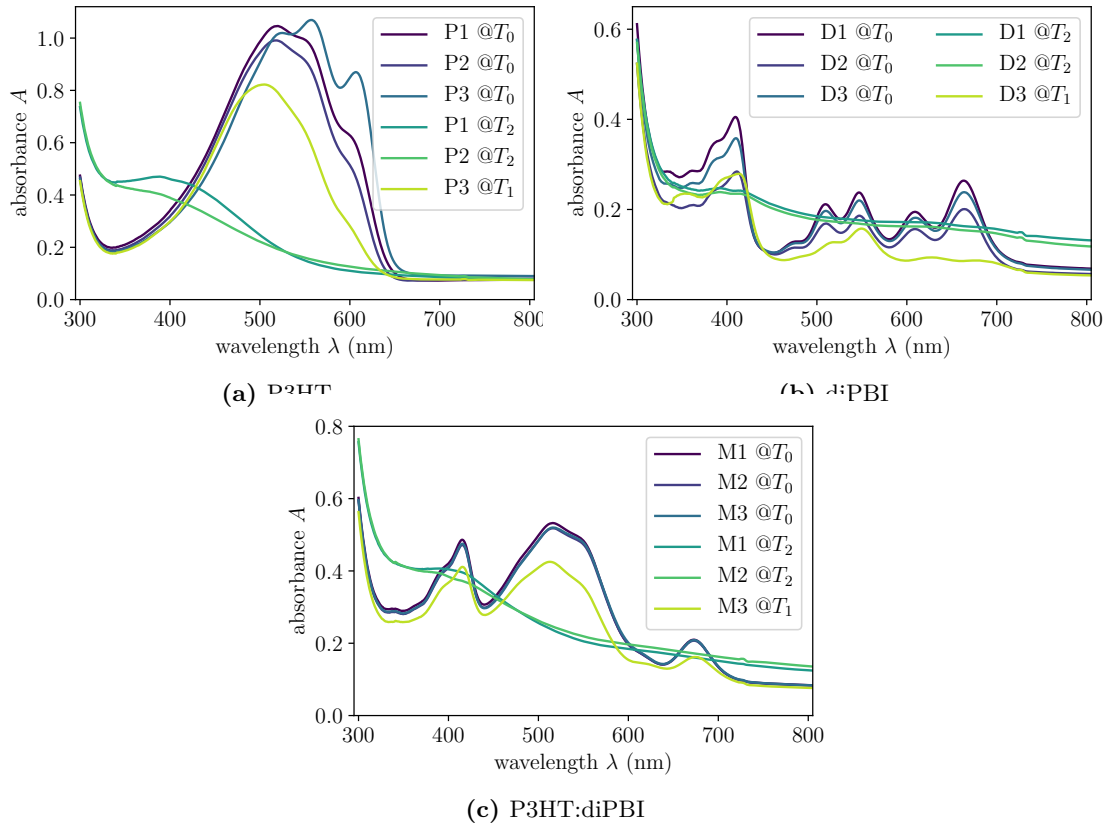 absorbance A
1.0
0.8
0.6
0.4
0.2
0.0
300 400 500 600 700 800
wavelength λ (nm)
P1 @T₀
P2 @T₀
P3 @T₀
P1 @T₂
P2 @T₂
P3 @T₁
(a) P3HT
absorbance A
0.6
0.4
0.2
0.0
300 400 500 600 700 800
wavelength λ (nm)
D1 @T₀ D1 @T₂
D2 @T₀ D2 @T₂
D3 @T₀ D3 @T₁
(b) diPBI
absorbance A
0.8
0.6
0.4
0.2
0.0
300 400 500 600 700 800
wavelength λ (nm)
M1 @T₀
M2 @T₀
M3 @T₀
M1 @T₂
M2 @T₂
M3 @T₁
(c) P3HT:diPBI